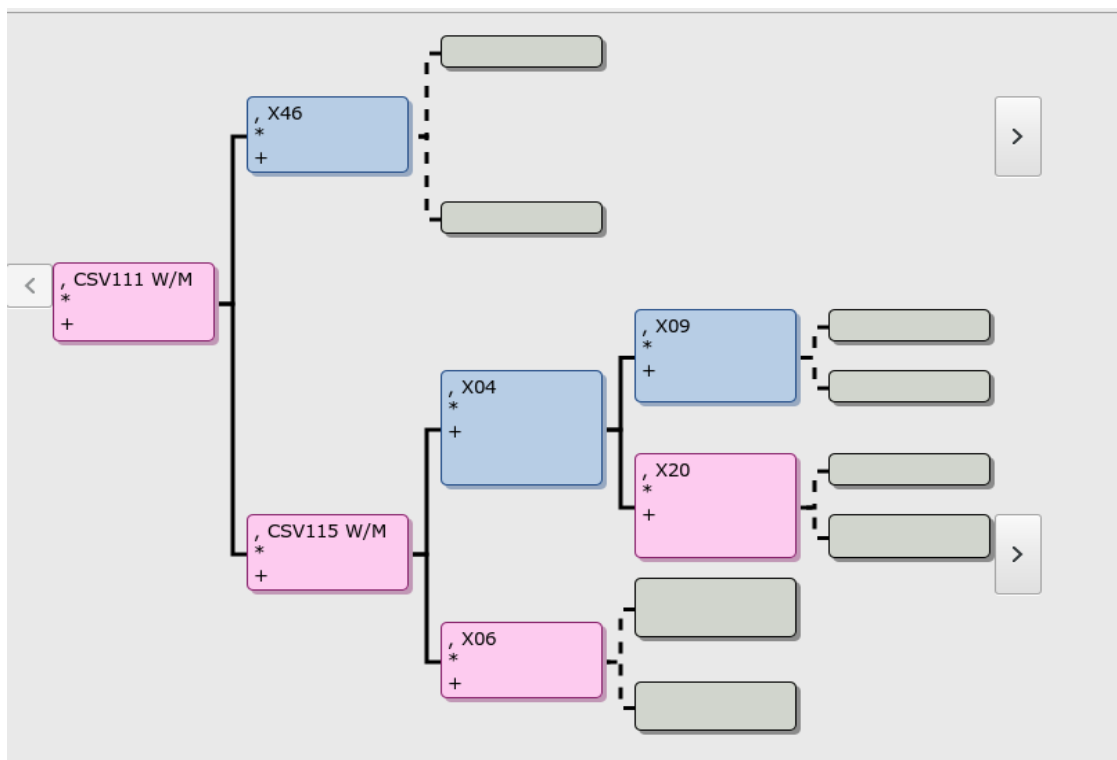 , X46
*
+
, CSV111 W/M
*
+
, X09
*
+
, X04
*
+
, X20
*
+
, CSV115 W/M
*
+
, X06
*
+